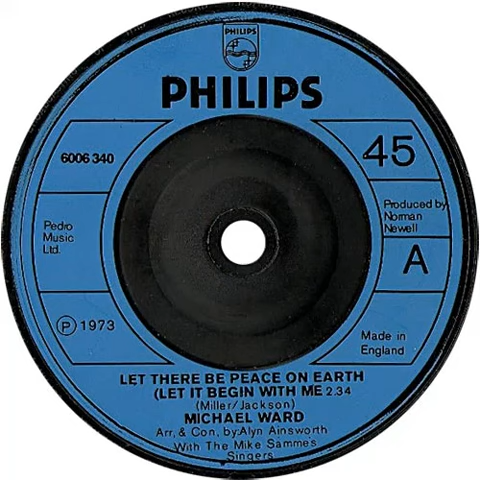 PHILIPS
PHILIPS
6006 340
45
Pedro
Music
Ltd.
Produced by
Norman
Newell
A
Ⓟ 1973
Made in
England
LET THERE BE PEACE ON EARTH
(LET IT BEGIN WITH ME 2.34
(Miller/Jackson)
MICHAEL WARD
Arr, & Con, by:Alyn Ainsworth
With The Mike Samme's
Singers